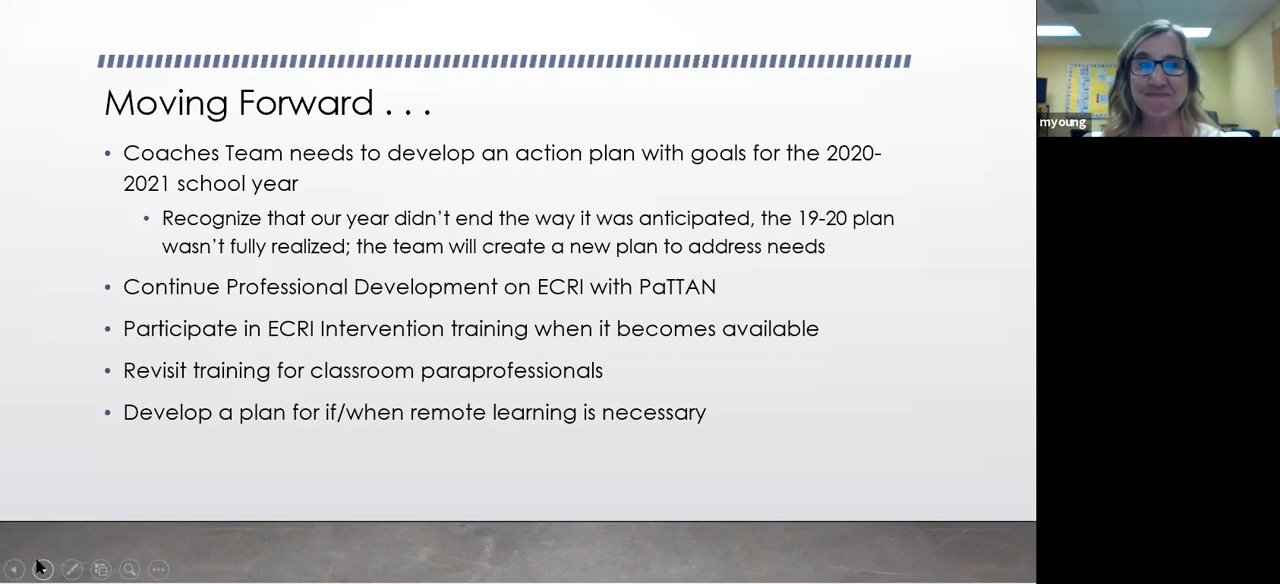 Moving Forward . . .
• Coaches Team needs to develop an action plan with goals for the 2020-
2021 school year
• Recognize that our year didn’t end the way it was anticipated, the 19-20 plan
wasn’t fully realized; the team will create a new plan to address needs
• Continue Professional Development on ECRI with PaTTAN
• Participate in ECRI Intervention training when it becomes available
• Revisit training for classroom paraprofessionals
• Develop a plan for if/when remote learning is necessary
myoung